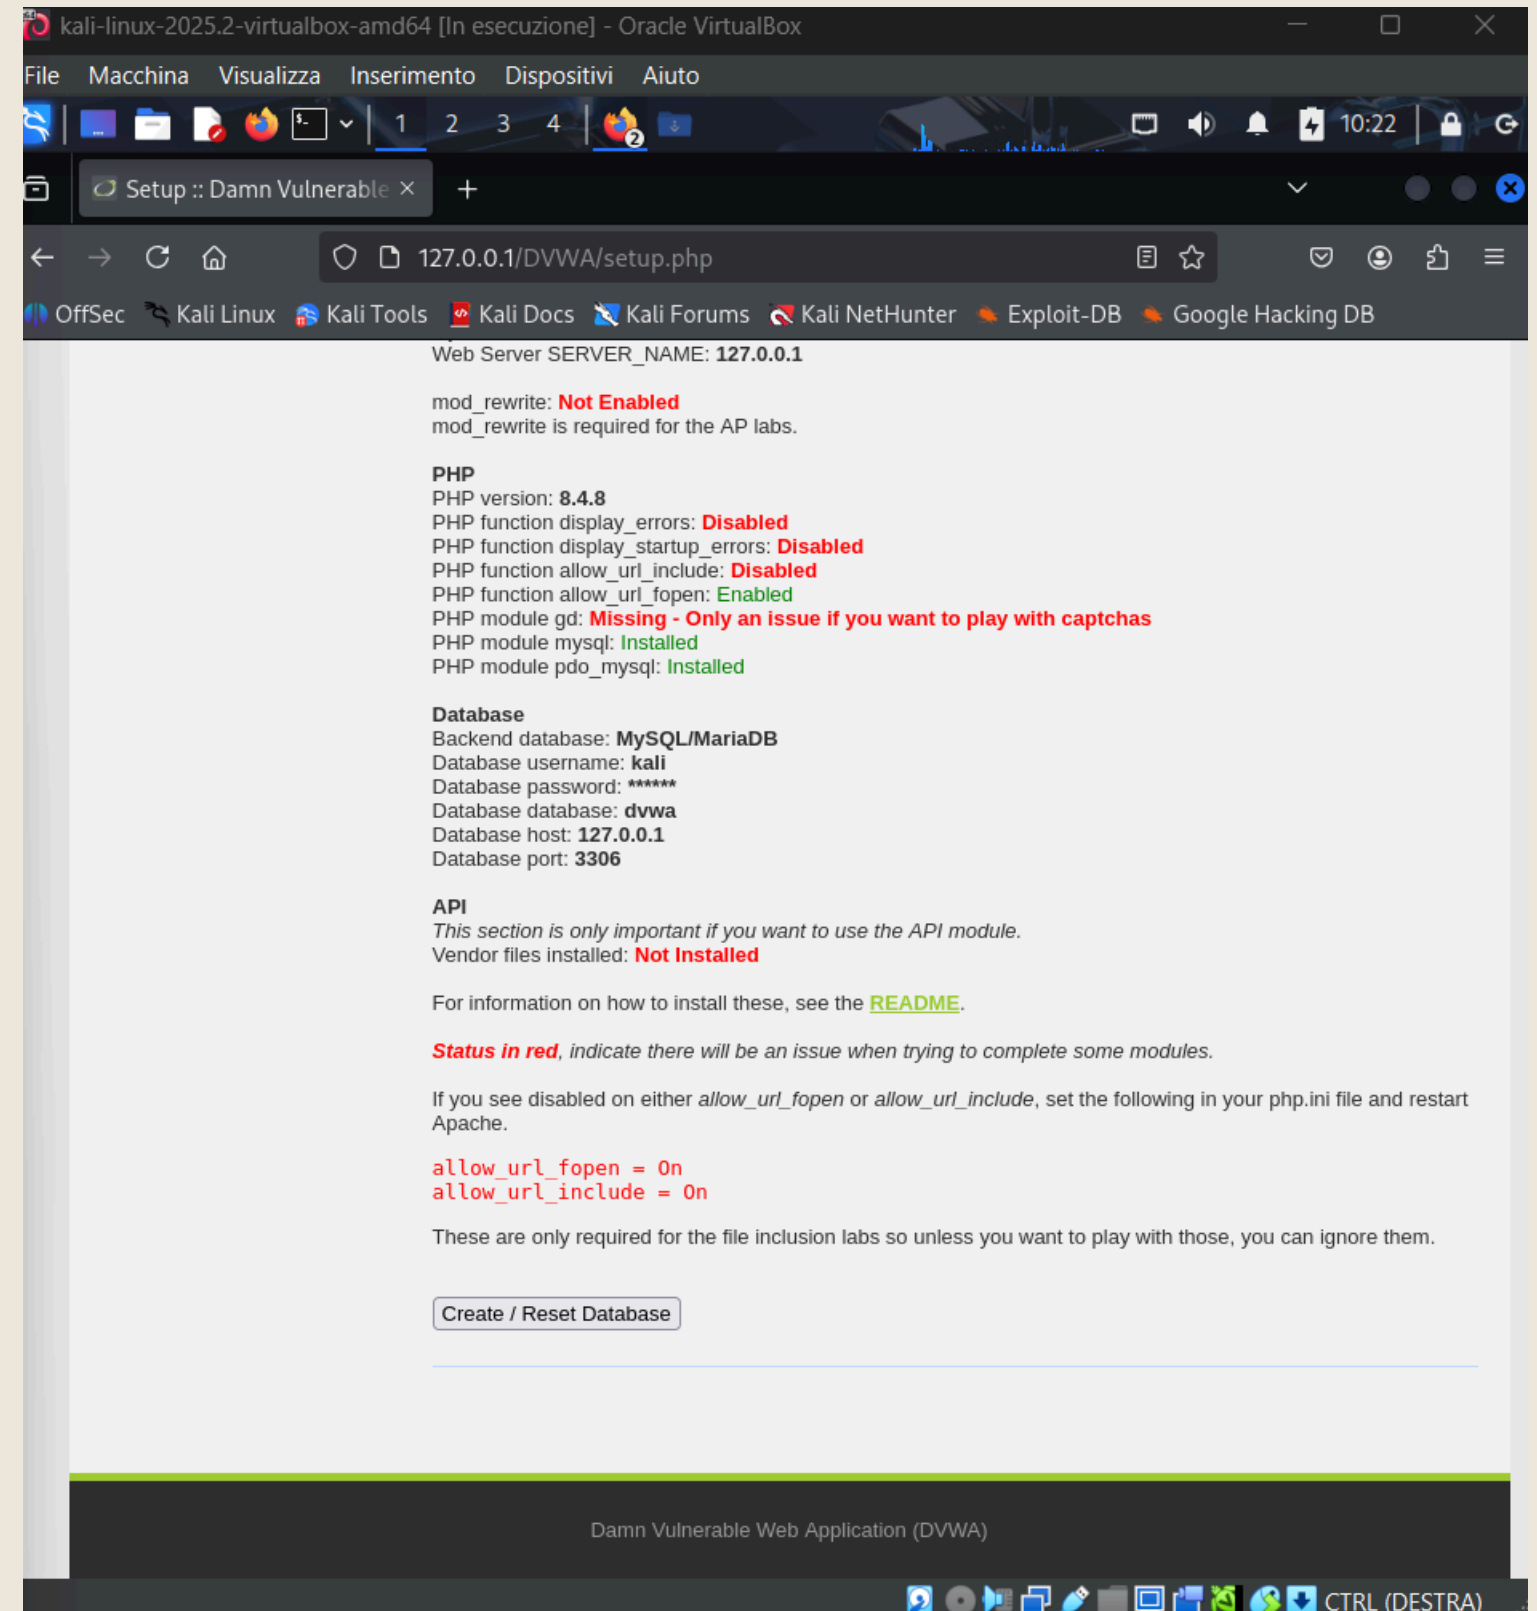 kali-linux-2025.2-virtualbox-amd64 [In esecuzione] - Oracle VirtualBox
File Macchina Visualizza Inserimento Dispositivi Aiuto
1 2 3 4 2 10:22
Setup :: Damn Vulnerable
127.0.0.1/DVWA/setup.php
OffSec Kali Linux Kali Tools Kali Docs Kali Forums Kali NetHunter Exploit-DB Google Hacking DB
Web Server SERVER_NAME: 127.0.0.1
mod_rewrite: Not Enabled
mod_rewrite is required for the AP labs.
PHP
PHP version: 8.4.8
PHP function display_errors: Disabled
PHP function display_startup_errors: Disabled
PHP function allow_url_include: Disabled
PHP function allow_url_fopen: Enabled
PHP module gd: Missing - Only an issue if you want to play with captchas
PHP module mysql: Installed
PHP module pdo_mysql: Installed
Database
Backend database: MySQL/MariaDB
Database username: kali
Database password: ******
Database database: dvwa
Database host: 127.0.0.1
Database port: 3306
API
This section is only important if you want to use the API module.
Vendor files installed: Not Installed
For information on how to install these, see the README.
Status in red, indicate there will be an issue when trying to complete some modules.
If you see disabled on either allow_url_fopen or allow_url_include, set the following in your php.ini file and restart
Apache.
allow_url_fopen = On
allow_url_include = On
These are only required for the file inclusion labs so unless you want to play with those, you can ignore them.
Create / Reset Database
Damn Vulnerable Web Application (DVWA)
CTRL (DESTRA)